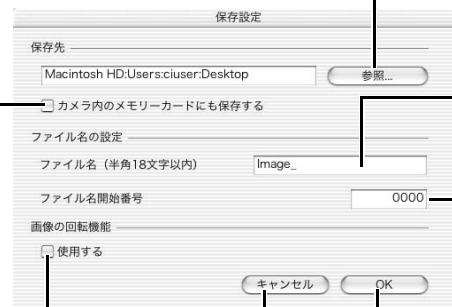 保存設定
保存先
Macintosh HD:Users:ciuser:Desktop 参照...
カメラ内のメモリーカードにも保存する
ファイル名の設定
ファイル名（半角18文字以内） Image_
ファイル名開始番号 0000
画像の回転機能
使用する
キャンセル OK